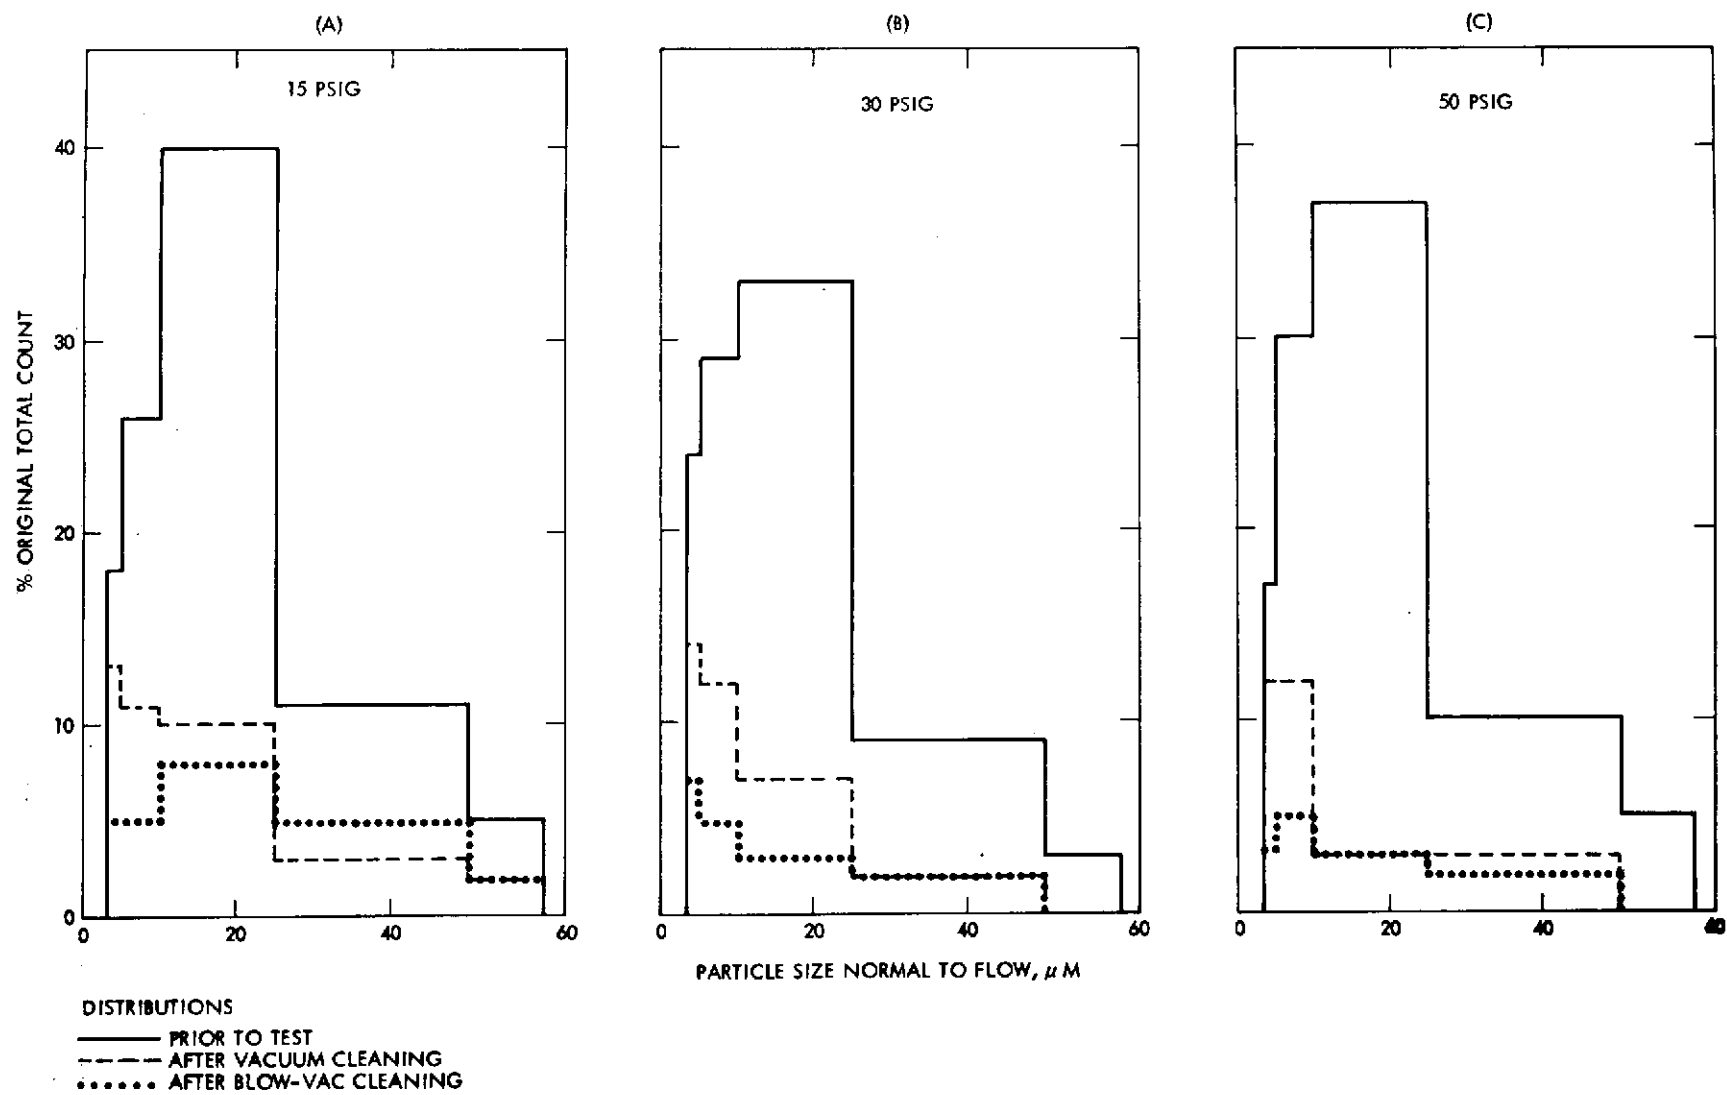 (A)
(B)
(C)
15 PSIG
30 PSIG
50 PSIG
% ORIGINAL TOTAL COUNT
40
30
20
10
0
0 20 40 60
0 20 40 60
0 20 40
PARTICLE SIZE NORMAL TO FLOW, μM
DISTRIBUTIONS
PRIOR TO TEST
AFTER VACUUM CLEANING
AFTER BLOW-VAC CLEANING